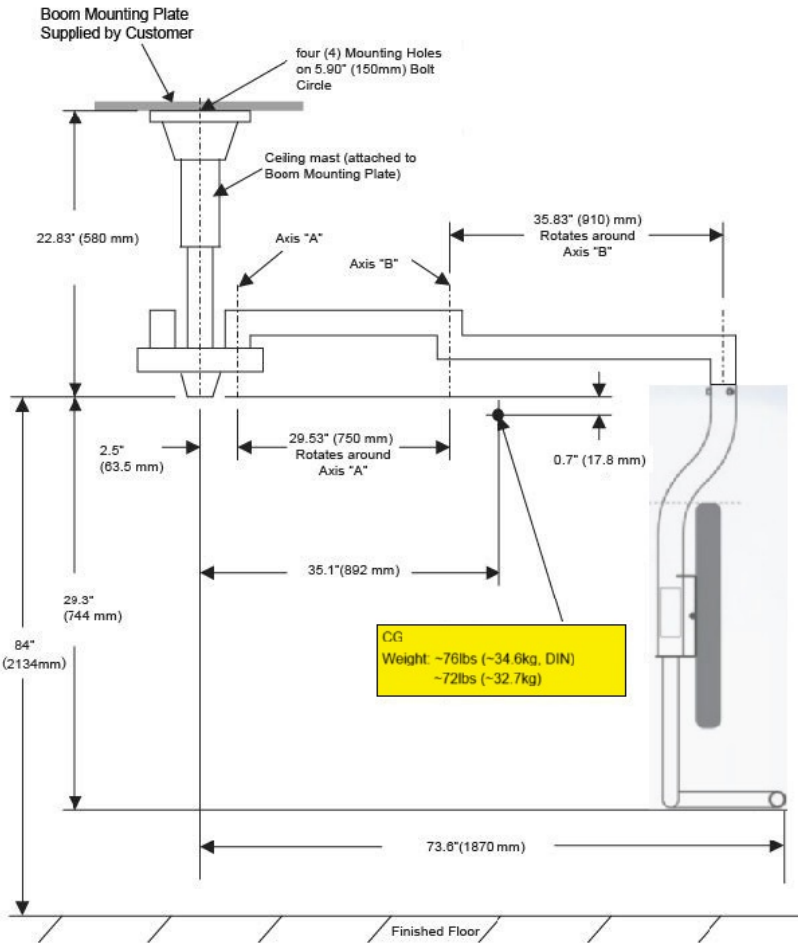 Boom Mounting Plate
Supplied by Customer
four (4) Mounting Holes
on 5.90" (150mm) Bolt
Circle
Ceiling mast (attached to
Boom Mounting Plate)
22.83" (580 mm)
35.83" (910) mm)
Rotates around
Axis "B"
Axis "A"
Axis "B"
2.5"
(63.5 mm)
29.53" (750 mm)
Rotates around
Axis "A"
0.7" (17.8 mm)
35.1"(892 mm)
29.3"
(744 mm)
84"
(2134mm)
CG
Weight: ~76lbs (~34.6kg, DIN)
~72lbs (~32.7kg)
73.6"(1870 mm)
Finished Floor